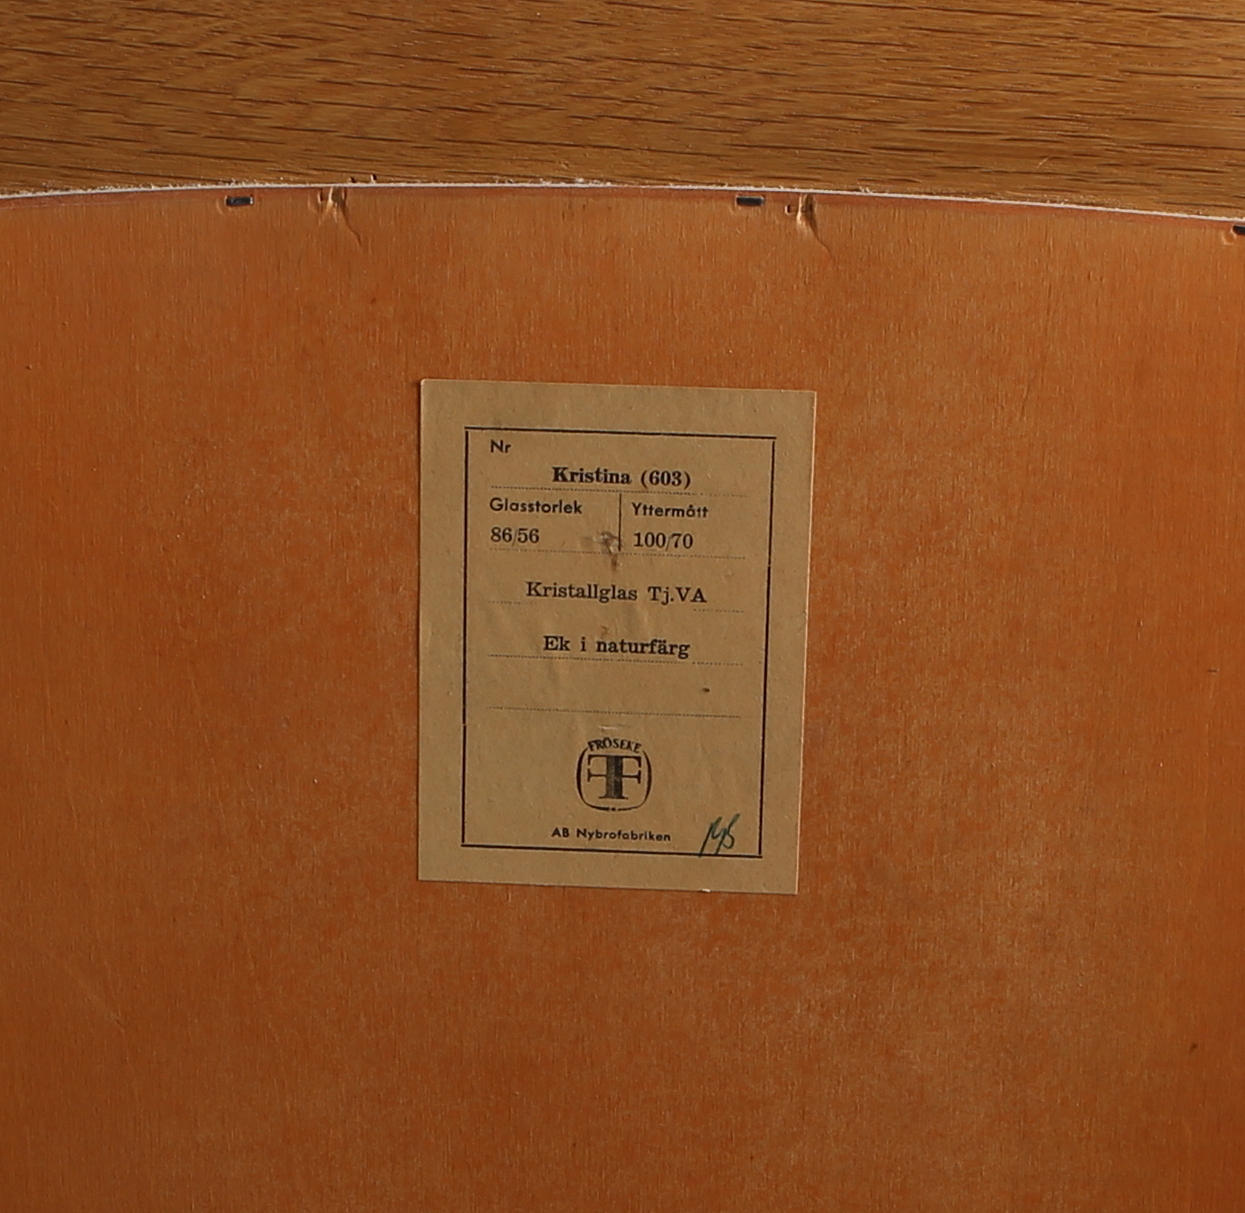 Nr
Kristina (603)
Glasstorlek Yttermått
86/56 100/70
Kristallglas Tj.VA
Ek i naturfärg
FRÖSEKE
F
AB Nybrofabriken